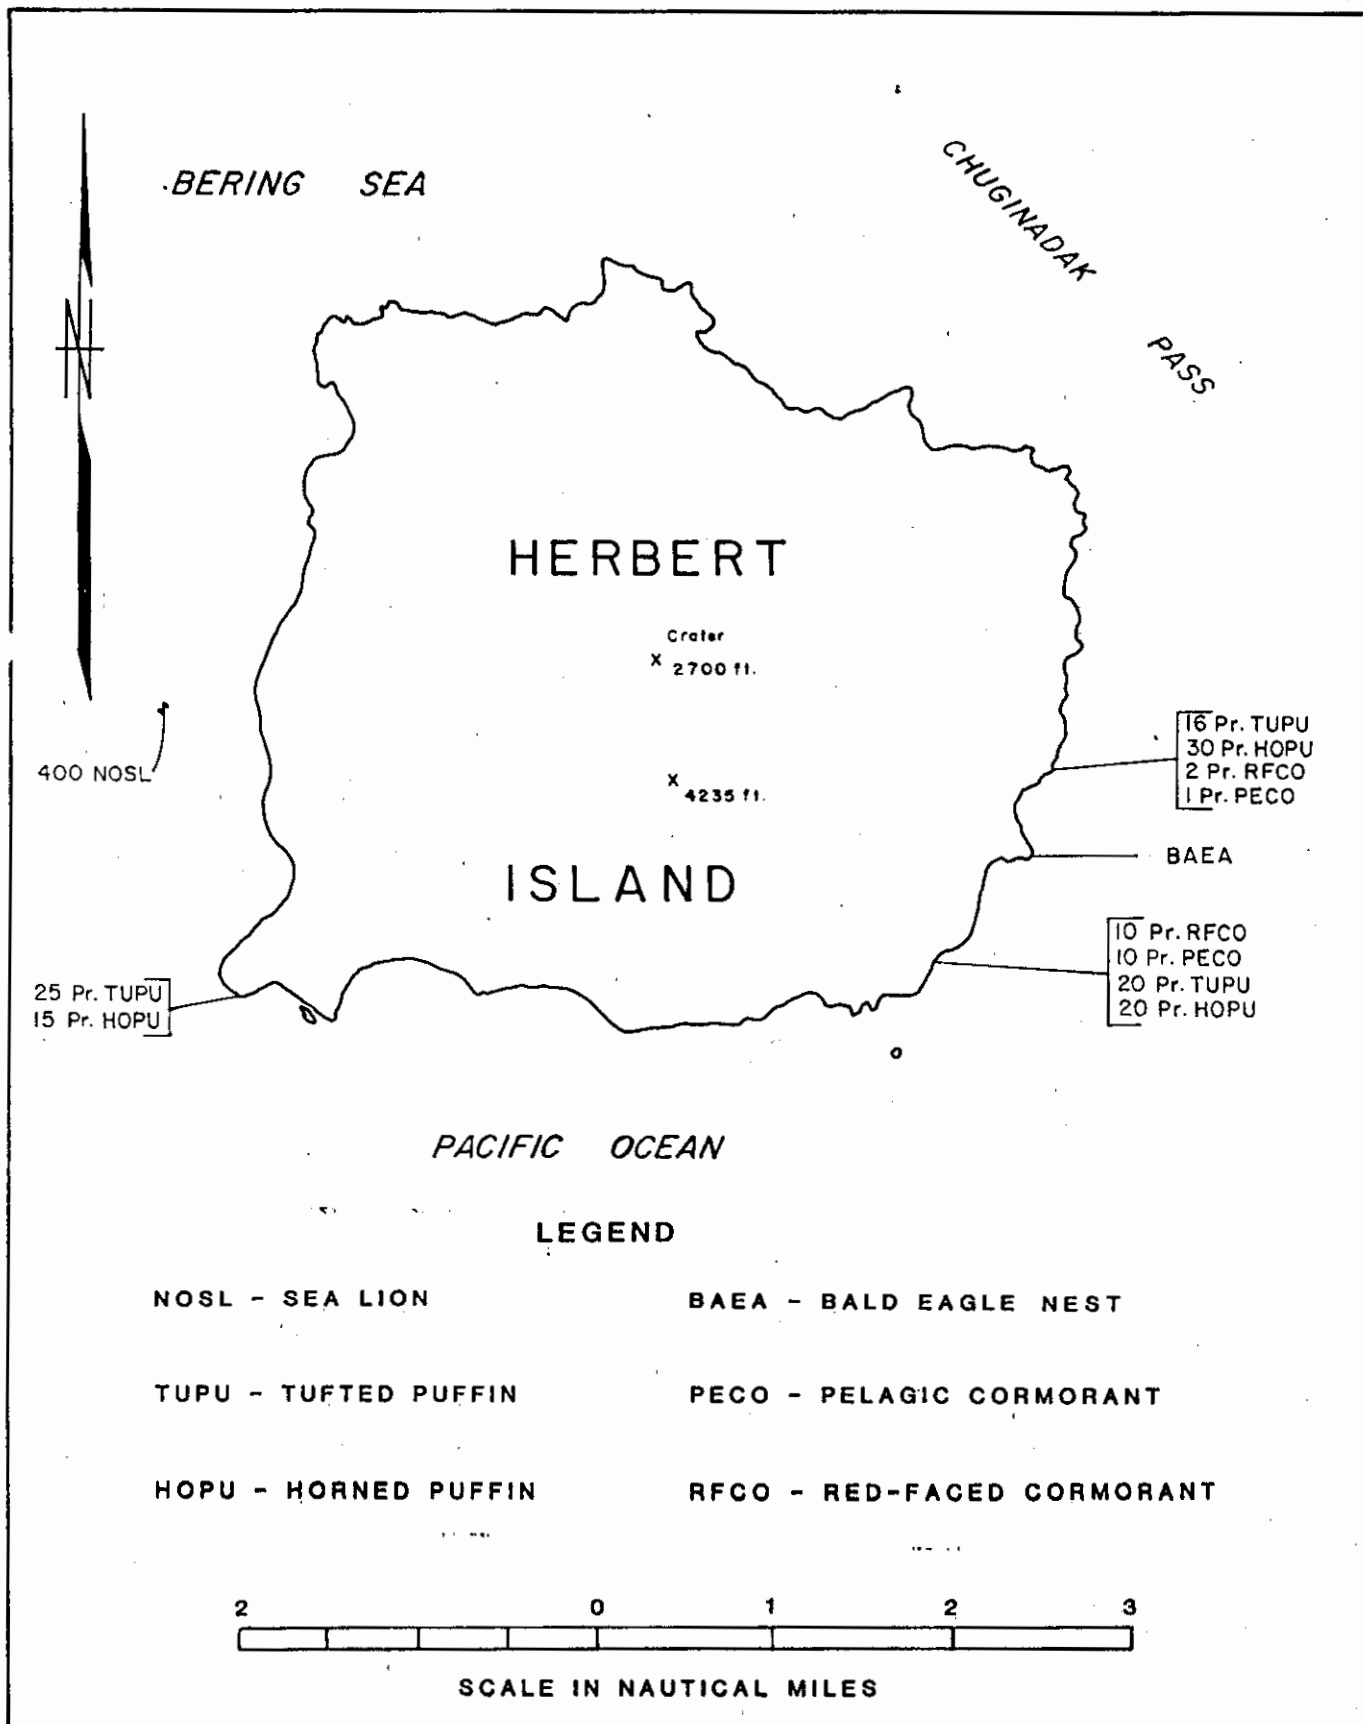 BERING SEA
CHUGINADAK
PASS
N
HERBERT
Crater
X 2700 ft.
X 4235 ft.
ISLAND
400 NOSL
16 Pr. TUPU
30 Pr. HOPU
2 Pr. RFCO
1 Pr. PECO
BAEA
10 Pr. RFCO
10 Pr. PECO
20 Pr. TUPU
20 Pr. HOPU
25 Pr. TUPU
15 Pr. HOPU
PACIFIC OCEAN
LEGEND
NOSL - SEA LION
BAEA - BALD EAGLE NEST
TUPU - TUFTED PUFFIN
PECO - PELAGIC CORMORANT
HOPU - HORNED PUFFIN
RFCO - RED-FACED CORMORANT
2 0 1 2 3
SCALE IN NAUTICAL MILES